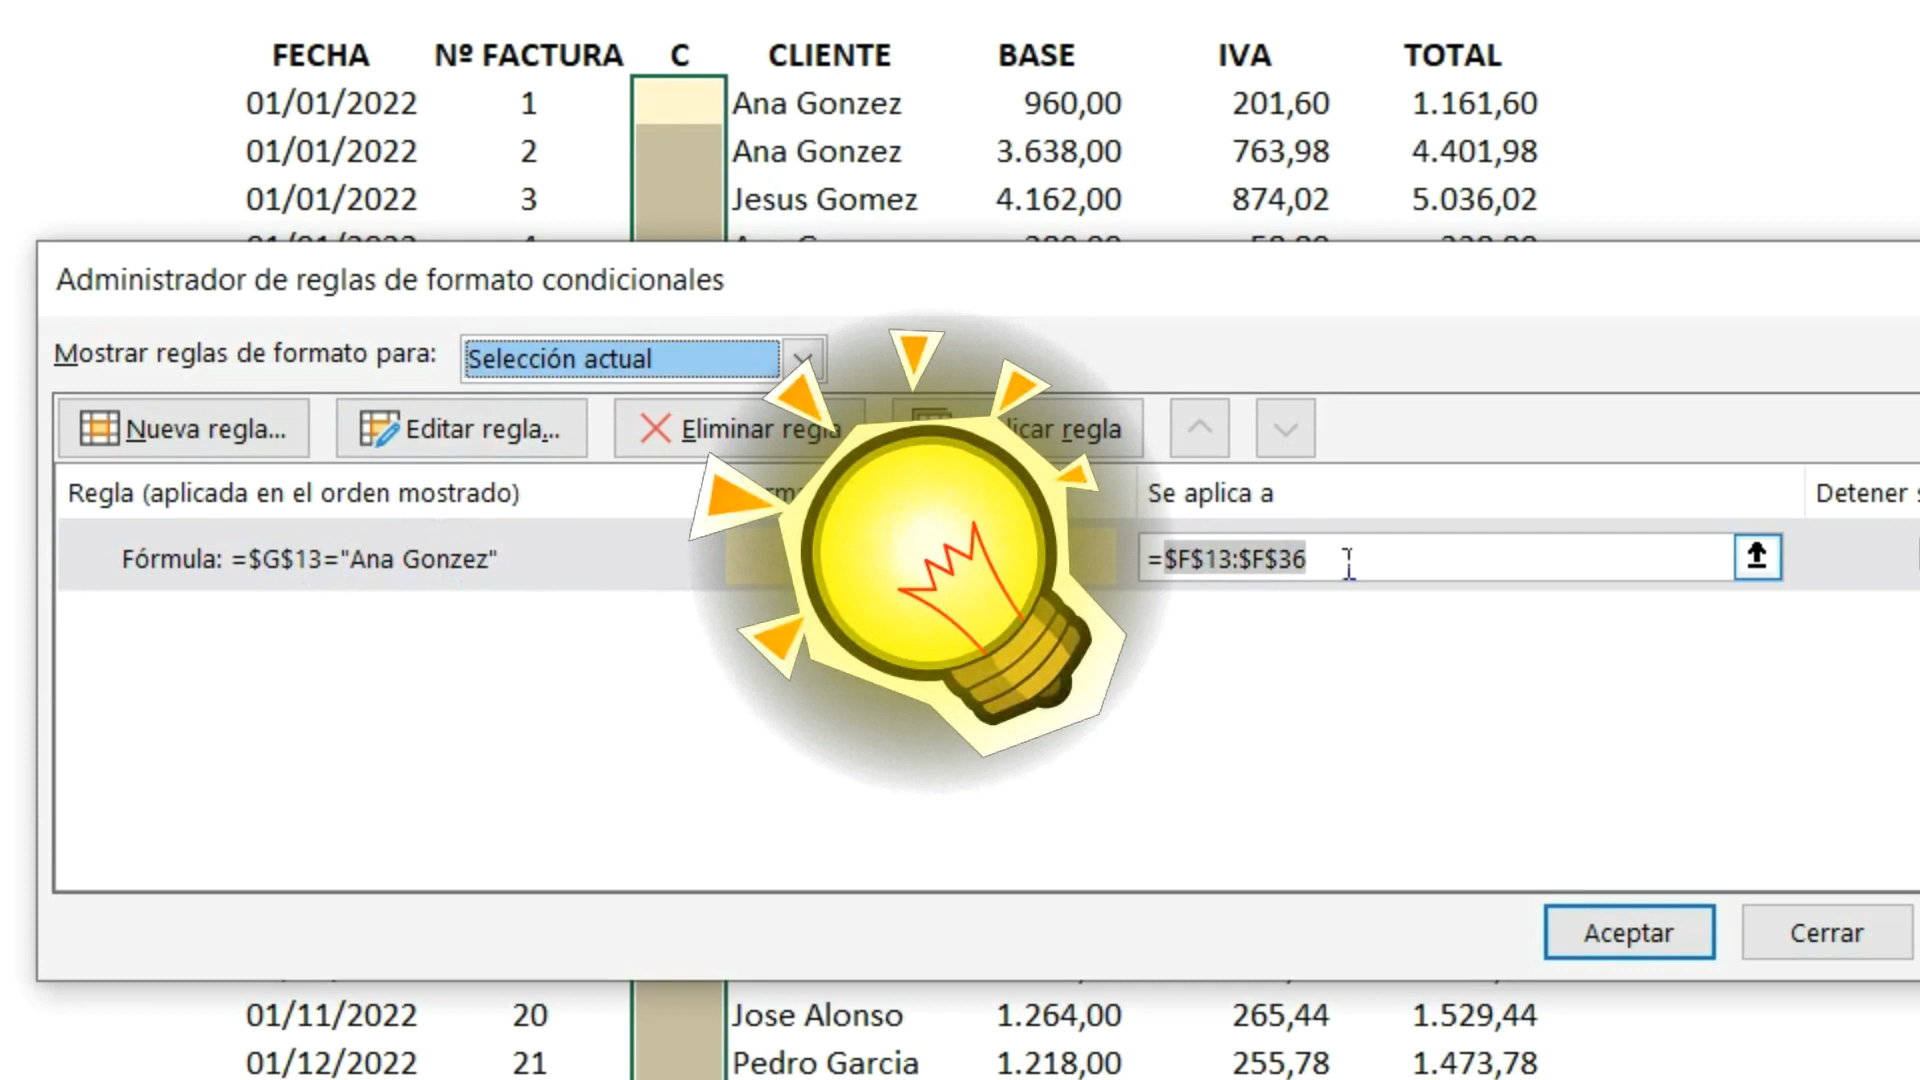 FECHA Nº FACTURA C CLIENTE BASE IVA TOTAL
01/01/2022 1 Ana Gonzez 960,00 201,60 1.161,60
01/01/2022 2 Ana Gonzez 3.638,00 763,98 4.401,98
01/01/2022 3 Jesus Gomez 4.162,00 874,02 5.036,02
Administrador de reglas de formato condicionales
Mostrar reglas de formato para: Selección actual
Nueva regla... Editar regla... Eliminar regla regla
Regla (aplicada en el orden mostrado) Se aplica a Detener
Fórmula: =$G$13="Ana Gonzez" =$F$13:$F$36
Aceptar Cerrar
01/11/2022 20 Jose Alonso 1.264,00 265,44 1.529,44
01/12/2022 21 Pedro Garcia 1.218,00 255,78 1.473,78